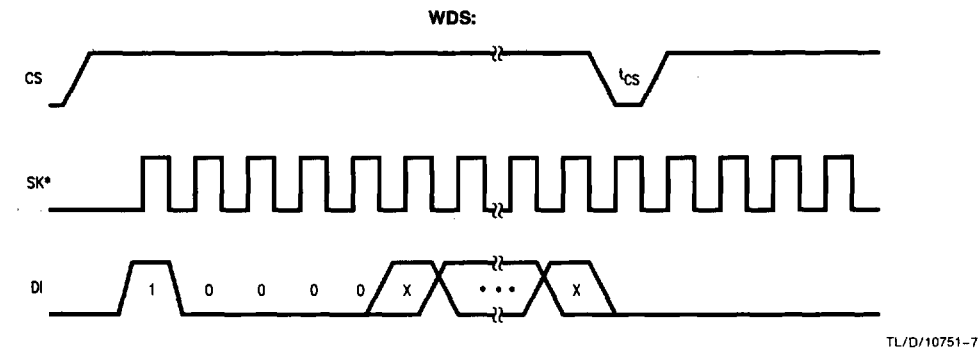 WDS:
CS
tCS
SK*
DI
1 0 0 0 0 X • • • X
TL/D/10751-7